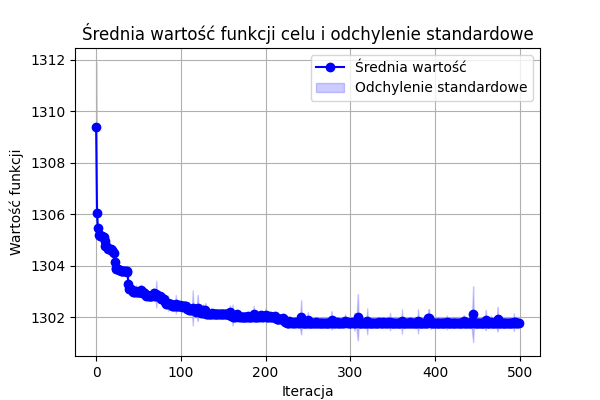 Średnia wartość funkcji celu i odchylenie standardowe
Średnia wartość
Odchylenie standardowe
Wartość funkcji
1312
1310
1308
1306
1304
1302
0 100 200 300 400 500
Iteracja